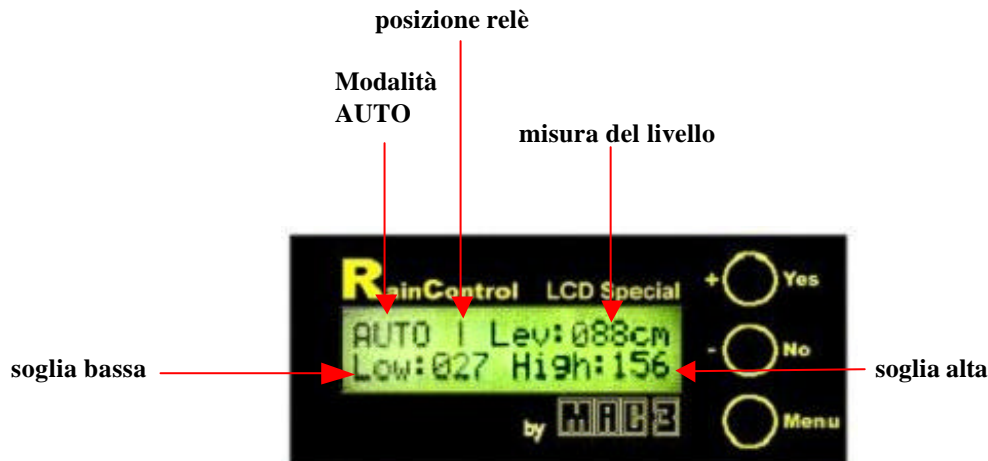 posizione relè
Modalità
AUTO
misura del livello
RainControl LCD Special
+ Yes
AUTO | Lev:088cm
- No
soglia bassa
Low:027 High:156
soglia alta
by MAC3
Menu